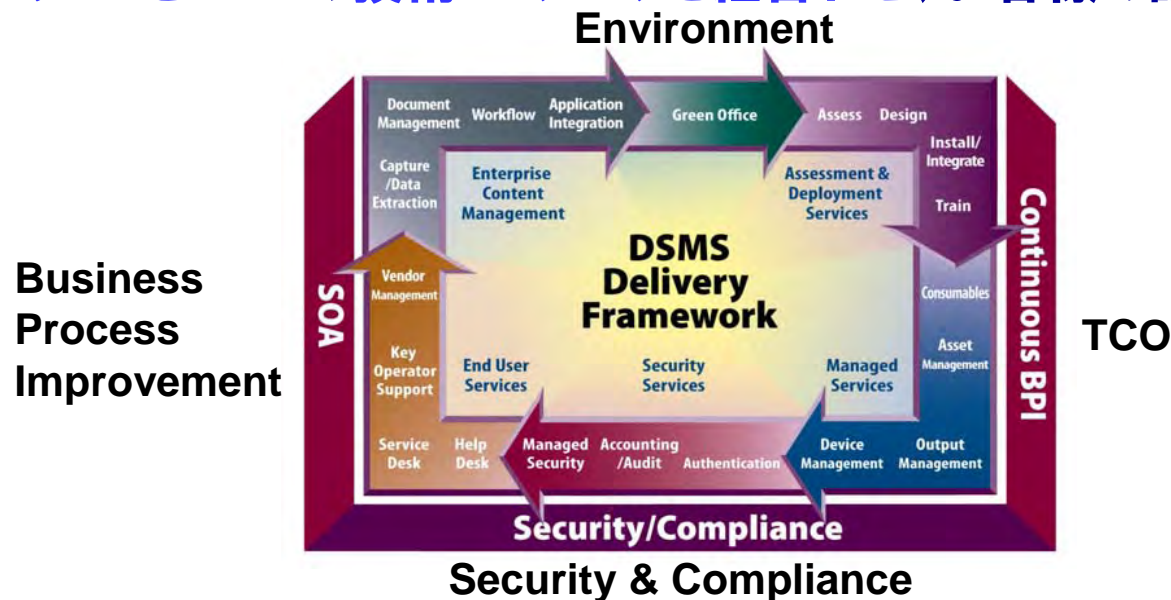 Environment
Document
Management
Workflow
Application
Integration
Green Office
Assess
Design
Install/
Integrate
Train
Capture
/Data
Extraction
Enterprise
Content
Management
Assessment &
Deployment
Services
DSMS
Delivery
Framework
Business
Process
Improvement
SOA
Vendor
Management
Key
Operator
Support
Consumables
Asset
Management
Continuous BPI
TCO
End User
Services
Security
Services
Managed
Services
Service
Desk
Help
Desk
Managed
Security
Accounting
/Audit
Authentication
Device
Management
Output
Management
Security/Compliance
Security & Compliance